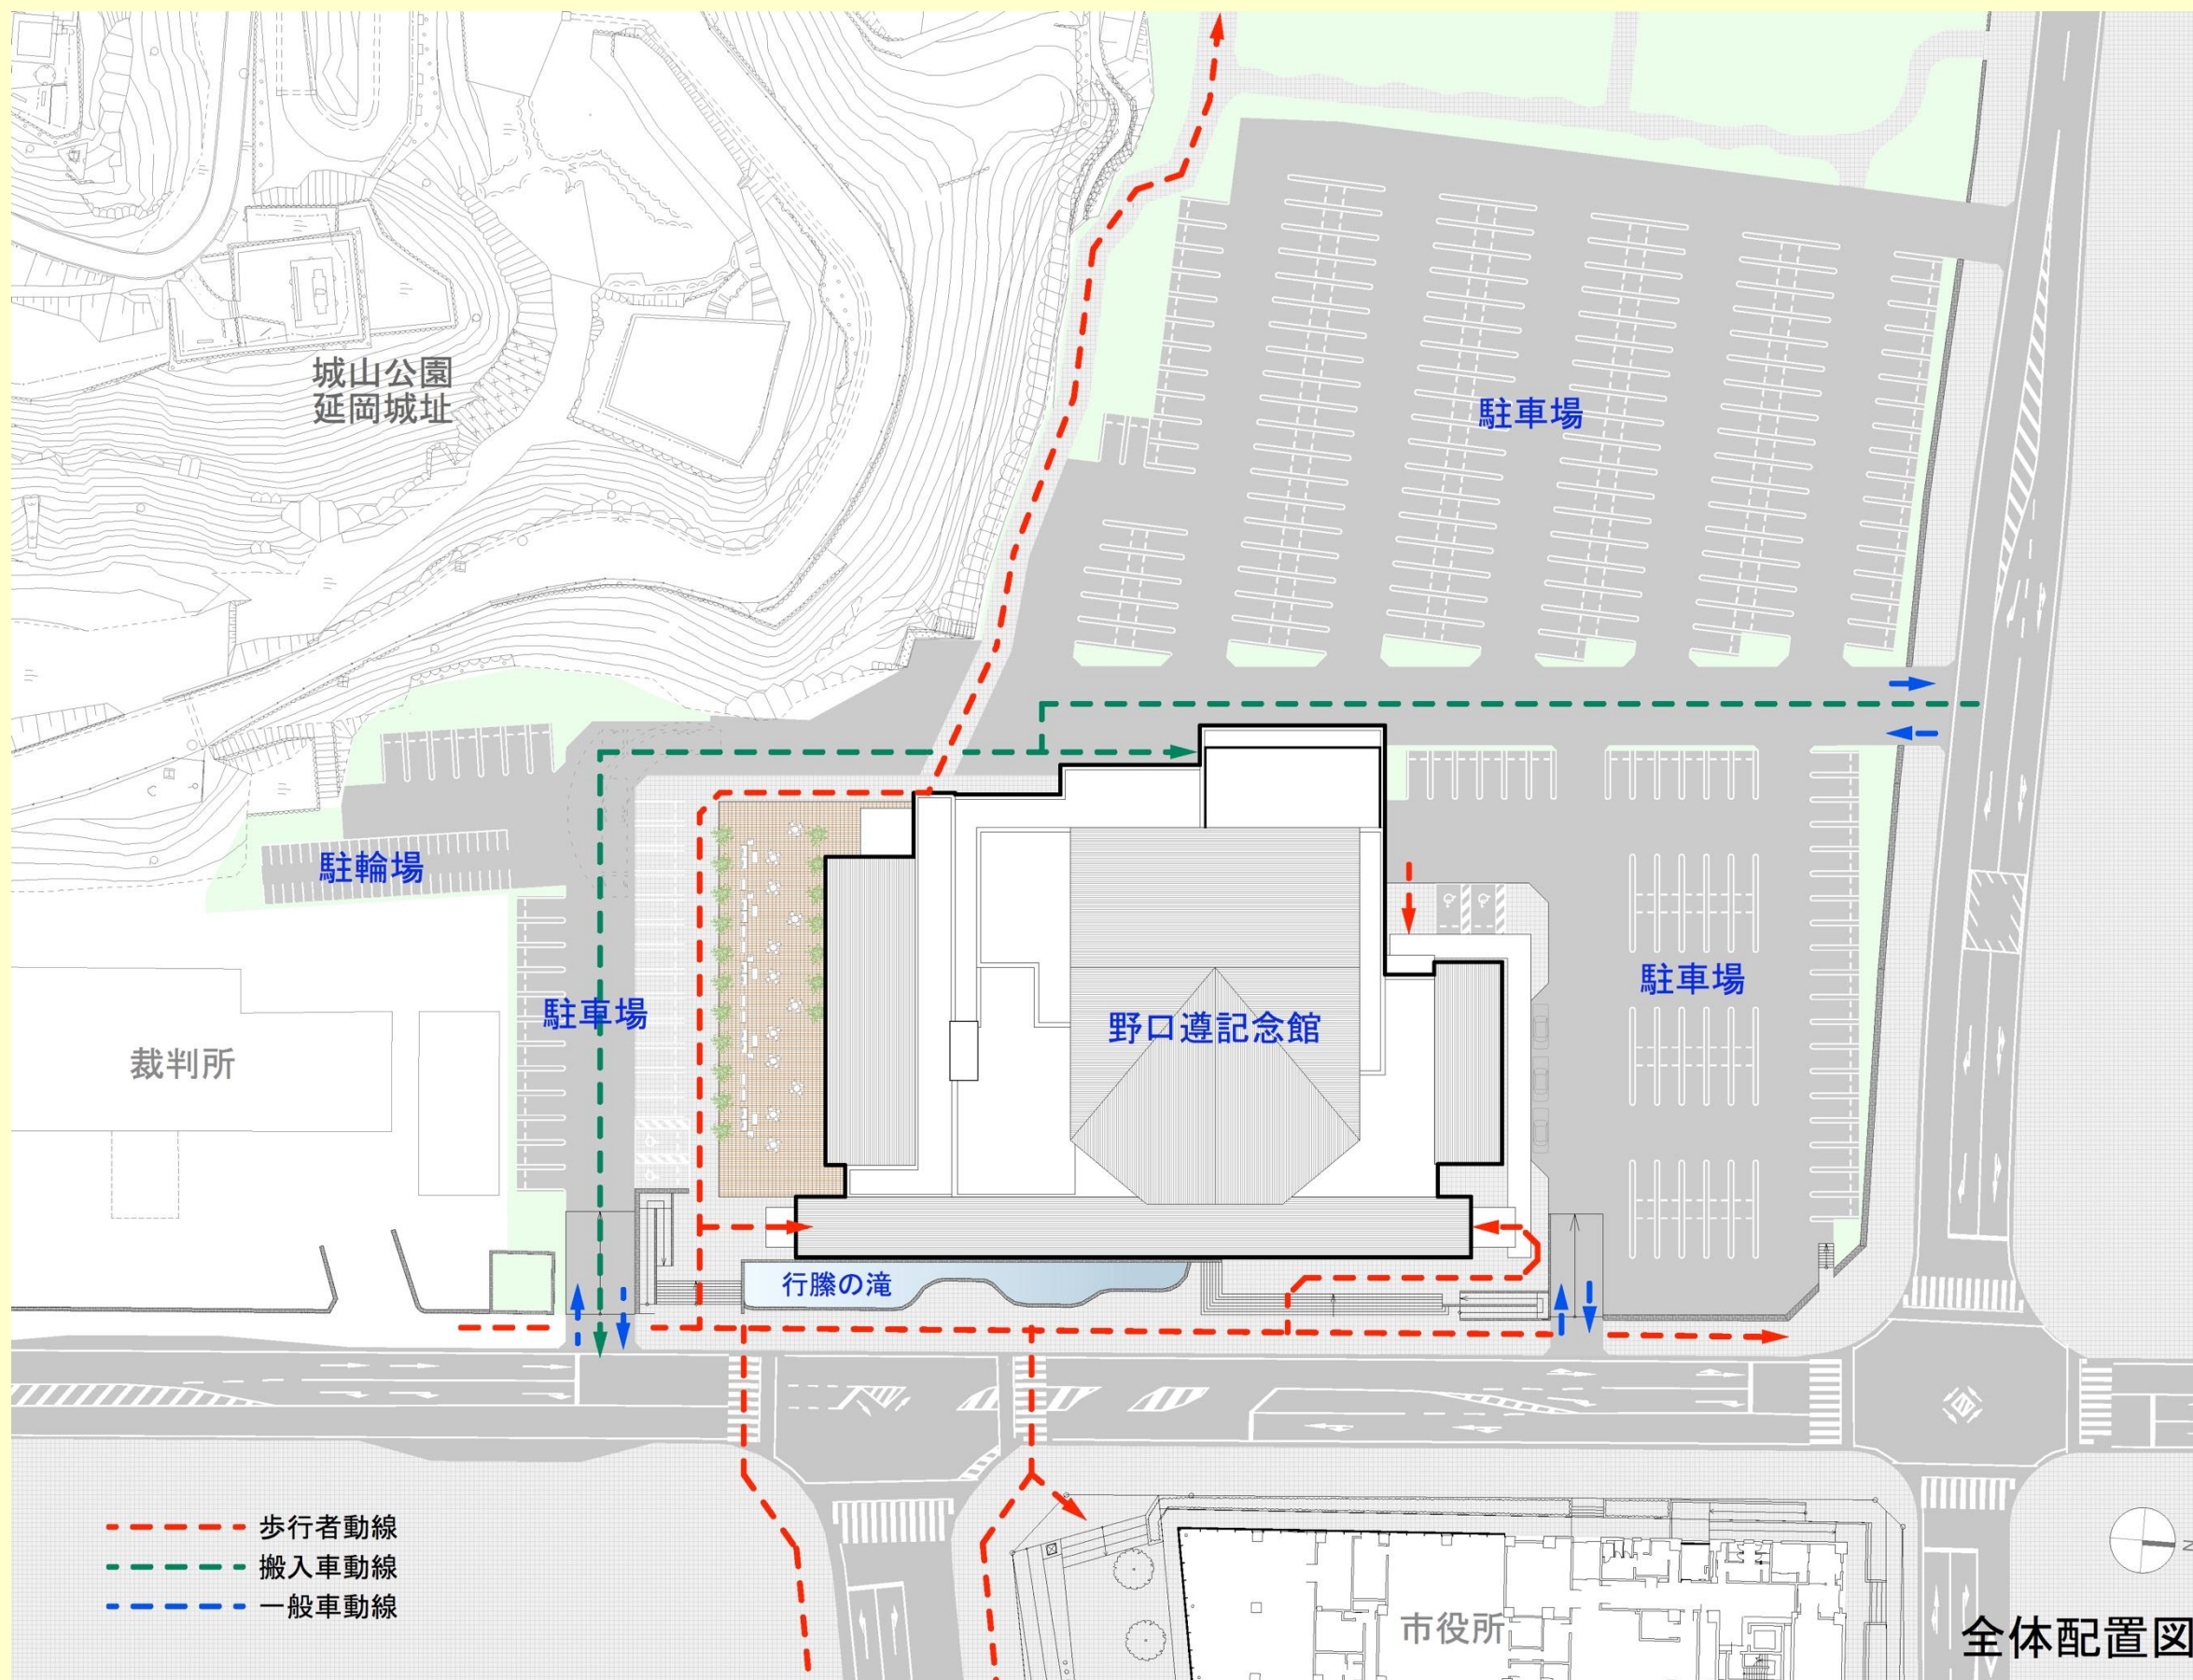 城山公園
延岡城址
駐車場
駐輪場
駐車場
駐車場
野口遵記念館
裁判所
行縢の滝
歩行者動線
搬入車動線
一般車動線
市役所
N
全体配置図